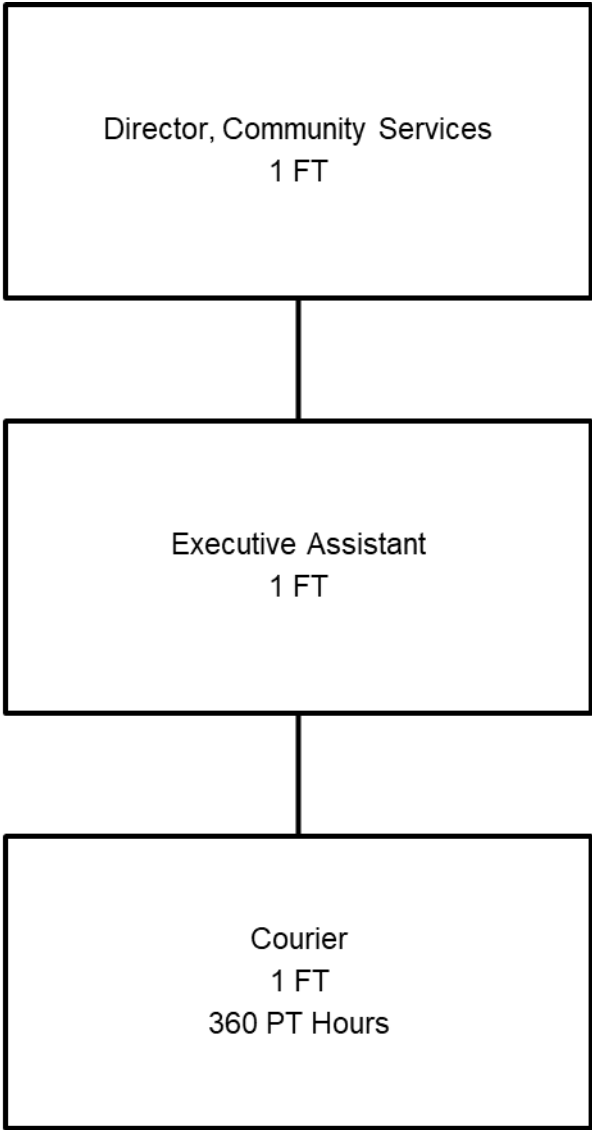 Director, Community Services
1 FT
Executive Assistant
1 FT
Courier
1 FT
360 PT Hours